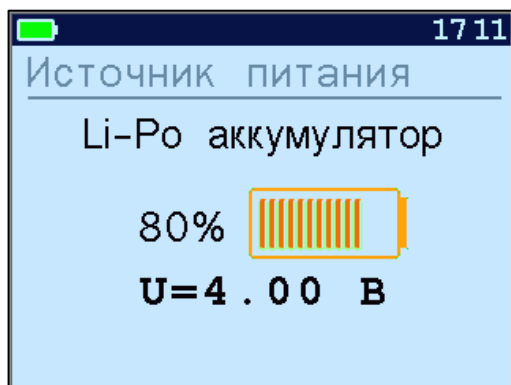 17 11
Источник питания
Li-Po аккумулятор
80%
U=4.00 В